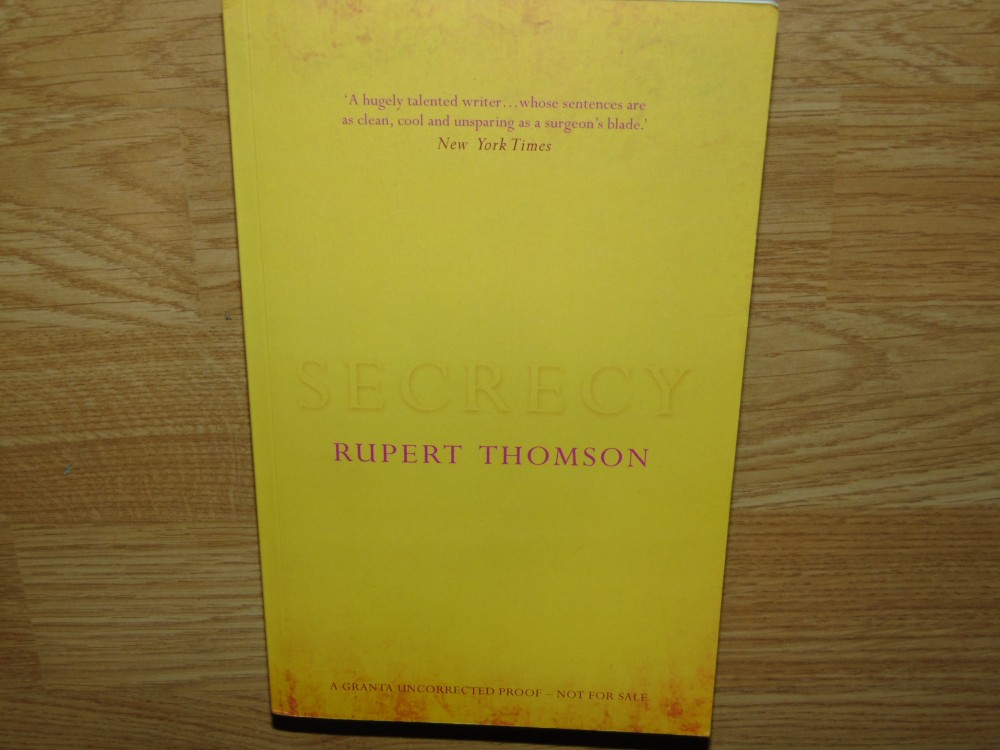 ‘A hugely talented writer...whose sentences are
as clean, cool and unsparing as a surgeon’s blade.’
New York Times
SECRECY
RUPERT THOMSON
A GRANTA UNCORRECTED PROOF – NOT FOR SALE